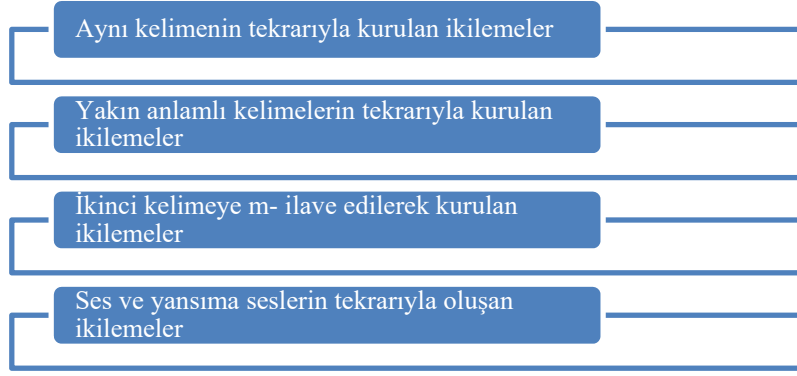 Aynı kelimenin tekrarıyla kurulan ikilemeler
Yakın anlamlı kelimelerin tekrarıyla kurulan
ikilemeler
İkinci kelimeye m- ilave edilerek kurulan
ikilemeler
Ses ve yansıma seslerin tekrarıyla oluşan
ikilemeler